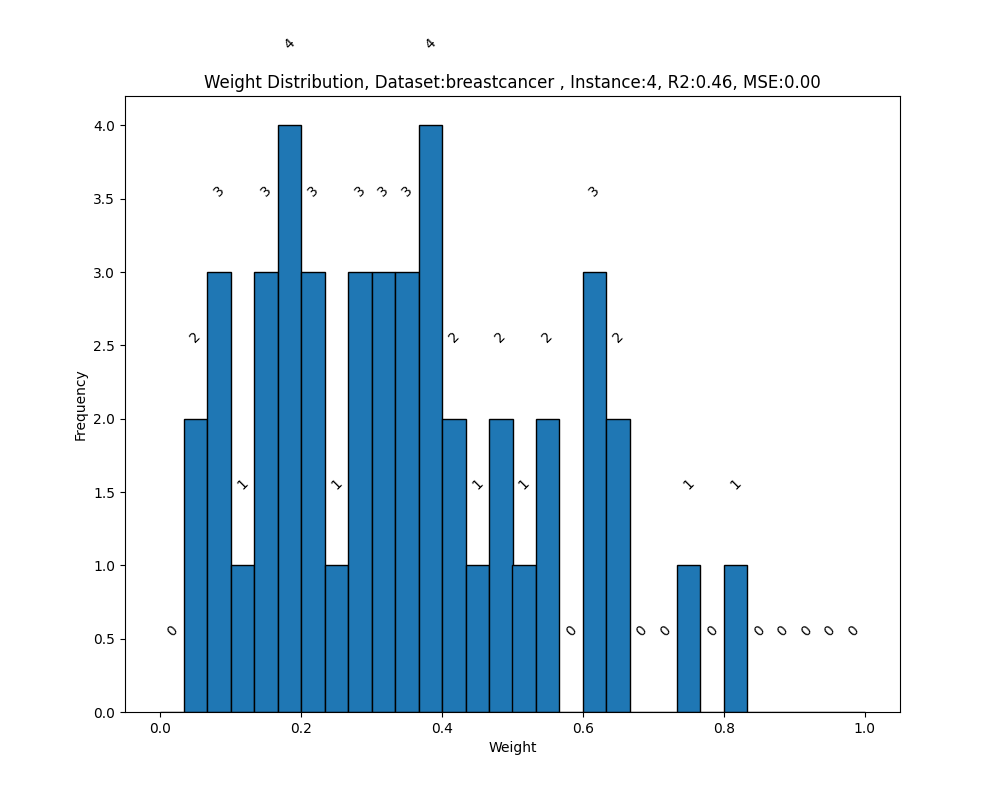 4 4
Weight Distribution, Dataset:breastcancer , Instance:4, R2:0.46, MSE:0.00
4.0
3 3 3 3 3 3 3
3.5
3.0
2 2 2 2 2
2.5
2.0
1 1 1 1 1 1
1.5
1.0
0 0 0 0 0 0 0 0 0 0
0.5
0.0
Frequency
0.0 0.2 0.4 0.6 0.8 1.0
Weight